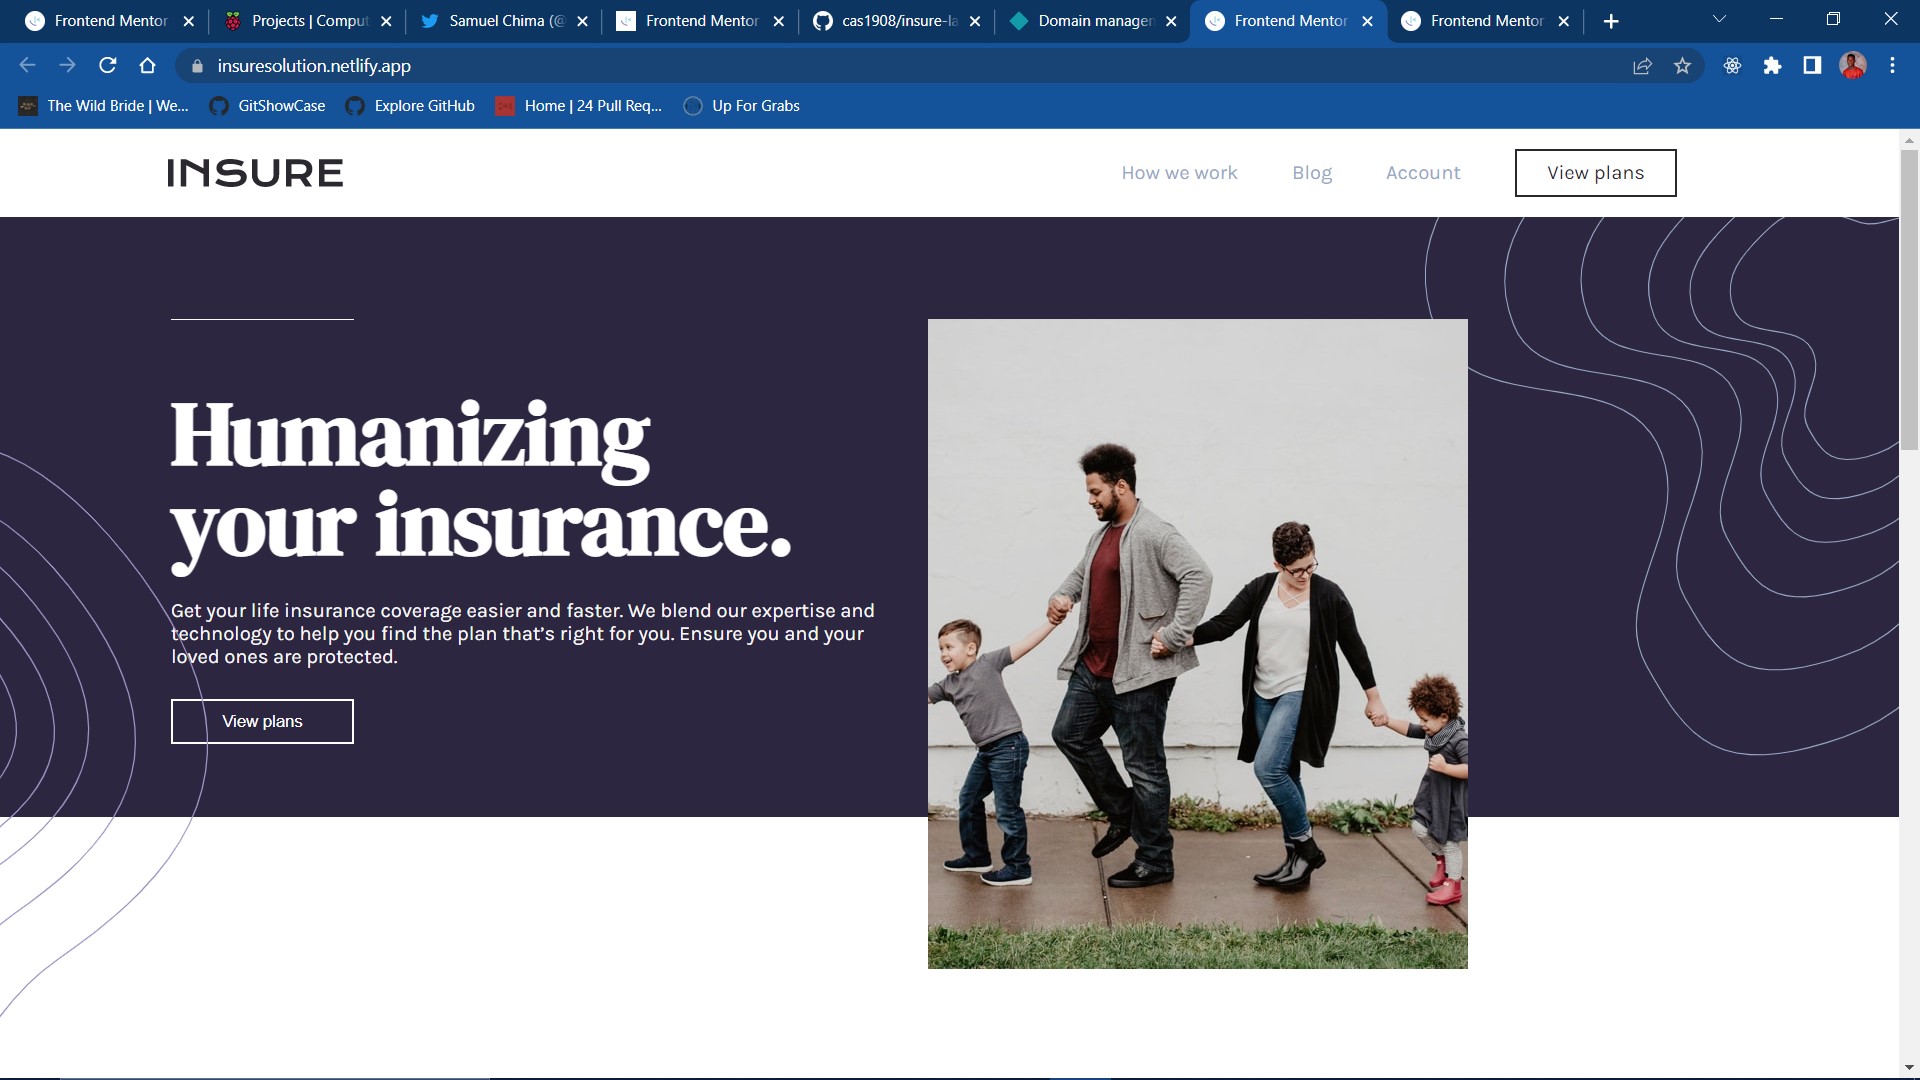 Frontend Mentor
Projects | Comput
Samuel Chima (@
Frontend Mentor
cas1908/insure-la
Domain managem
Frontend Mentor
Frontend Mentor
insuresolution.netlify.app
The Wild Bride | We...
GitShowCase
Explore GitHub
Home | 24 Pull Req...
Up For Grabs
INSURE
How we work
Blog
Account
View plans
Humanizing
your insurance.
Get your life insurance coverage easier and faster. We blend our expertise and
technology to help you find the plan that’s right for you. Ensure you and your
loved ones are protected.
View plans